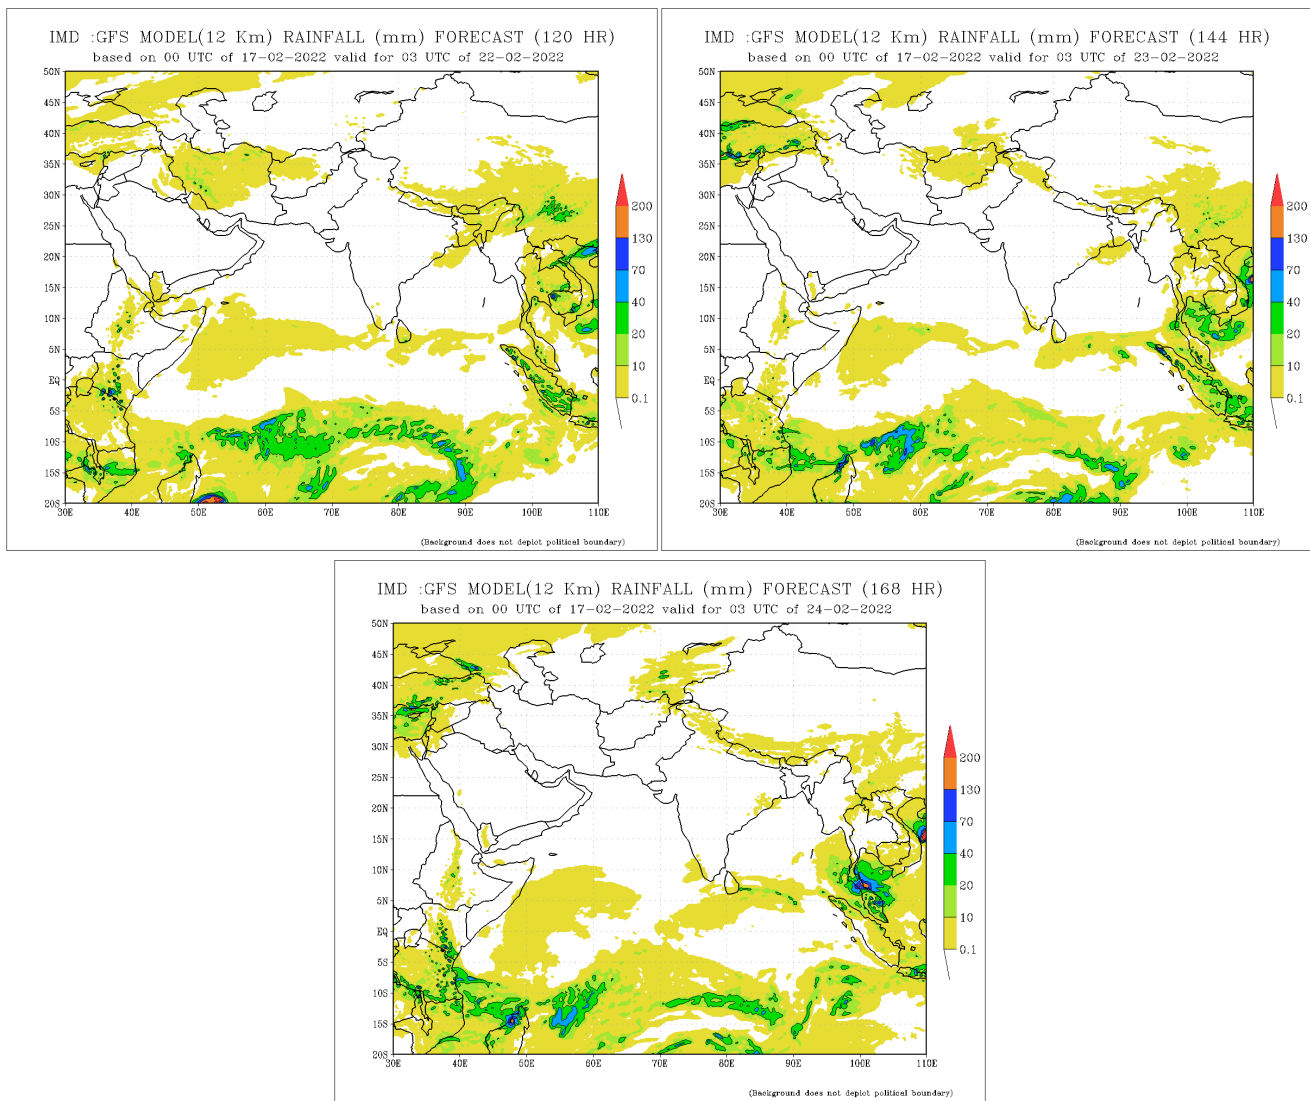 IMD :GFS MODEL(12 Km) RAINFALL (mm) FORECAST (120 HR)
based on 00 UTC of 17-02-2022 valid for 03 UTC of 22-02-2022
50N
45N
40N
35N
30N
25N
20N
15N
10N
5N
EQ
5S
10S
15S
20S
30E 40E 50E 60E 70E 80E 90E 100E 110E
200
130
70
40
20
10
0.1
(Background does not depict political boundary)
IMD :GFS MODEL(12 Km) RAINFALL (mm) FORECAST (144 HR)
based on 00 UTC of 17-02-2022 valid for 03 UTC of 23-02-2022
50N
45N
40N
35N
30N
25N
20N
15N
10N
5N
EQ
5S
10S
15S
20S
30E 40E 50E 60E 70E 80E 90E 100E 110E
200
130
70
40
20
10
0.1
(Background does not depict political boundary)
IMD :GFS MODEL(12 Km) RAINFALL (mm) FORECAST (168 HR)
based on 00 UTC of 17-02-2022 valid for 03 UTC of 24-02-2022
50N
45N
40N
35N
30N
25N
20N
15N
10N
5N
EQ
5S
10S
15S
20S
30E 40E 50E 60E 70E 80E 90E 100E 110E
200
130
70
40
20
10
0.1
(Background does not depict political boundary)